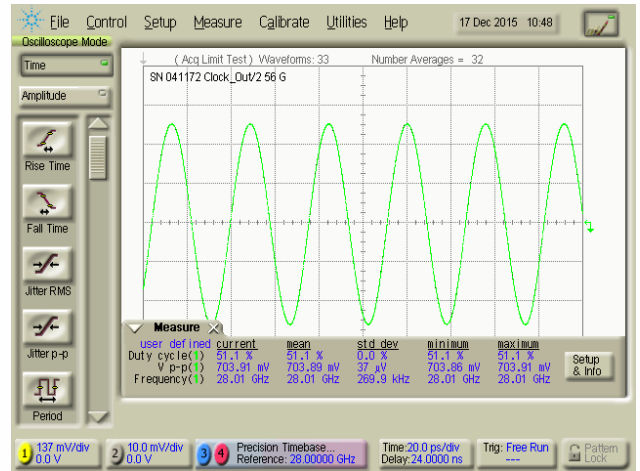 File Control Setup Measure Calibrate Utilities Help 17 Dec 2015 10:48
Oscilloscope Mode
Time
Amplitude
Rise Time
Fall Time
Jitter RMS
Jitter p-p
Period
( Acq Limit Test ) Waveforms: 33 Number Averages = 32
SN 041172 Clock_Out/2 56 G
Measure
user defined current mean std dev minimum maximum
Duty cycle(1) 51.1 % 51.1 % 0.0 % 51.1 % 51.1 %
V p-p(1) 703.91 mV 703.89 mV 37 µV 703.86 mV 703.91 mV
Frequency(1) 28.01 GHz 28.01 GHz 269.9 kHz 28.01 GHz 28.01 GHz
Setup
& Info
1 137 mV/div
0.0 V
2 10.0 mV/div
0.0 V
3 4 Precision Timebase...
Reference: 28.00000 GHz
Time:20.0 ps/div
Delay:24.0000 ns
Trig: Free Run
---
Pattern
Lock